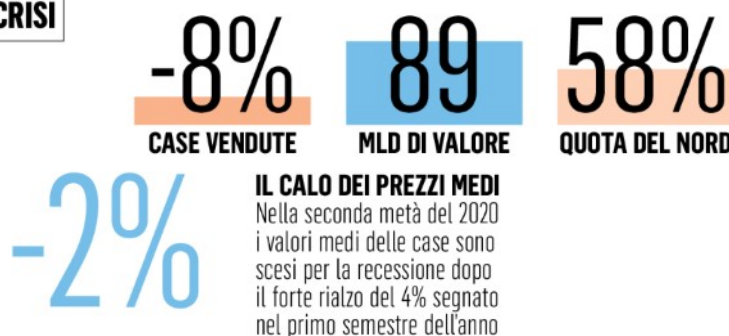 CRISI
-8%
CASE VENDUTE
89
MLD DI VALORE
58%
QUOTA DEL NORD
-2%
IL CALO DEI PREZZI MEDI
Nella seconda metà del 2020
i valori medi delle case sono
scesi per la recessione dopo
il forte rialzo del 4% segnato
nel primo semestre dell'anno